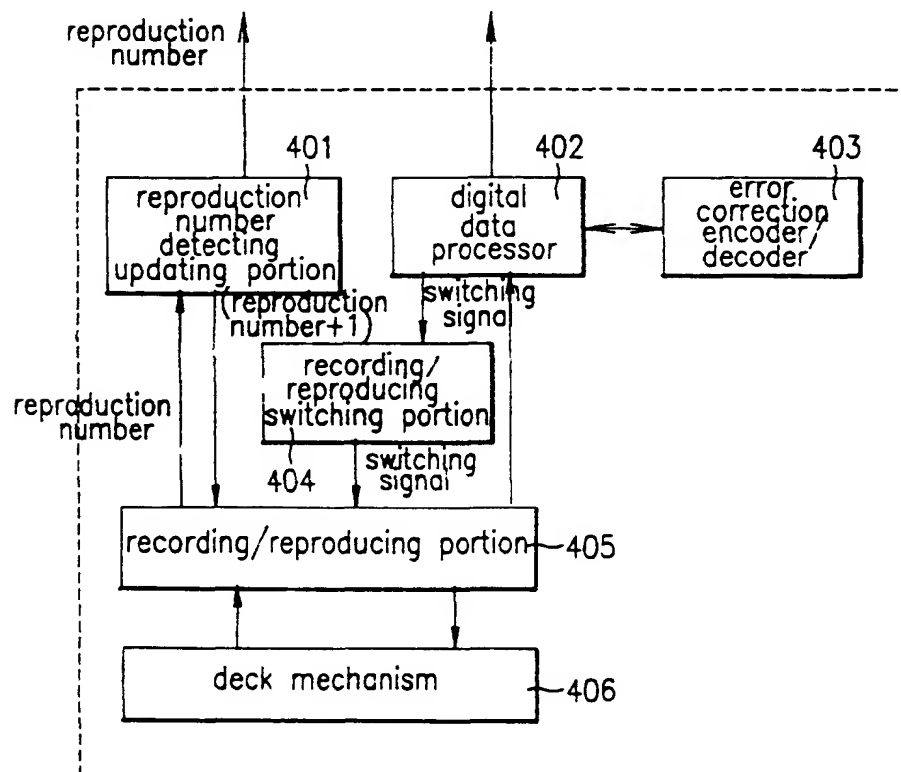 reproduction
number
401
402
403
reproduction
number
detecting
updating portion
digital
data
processor
error
correction
encoder/
decoder
(reproduction
number+1)
switching
signal
recording/
reproducing
switching portion
reproduction
number
404
switching
signal
recording/reproducing portion
405
deck mechanism
406